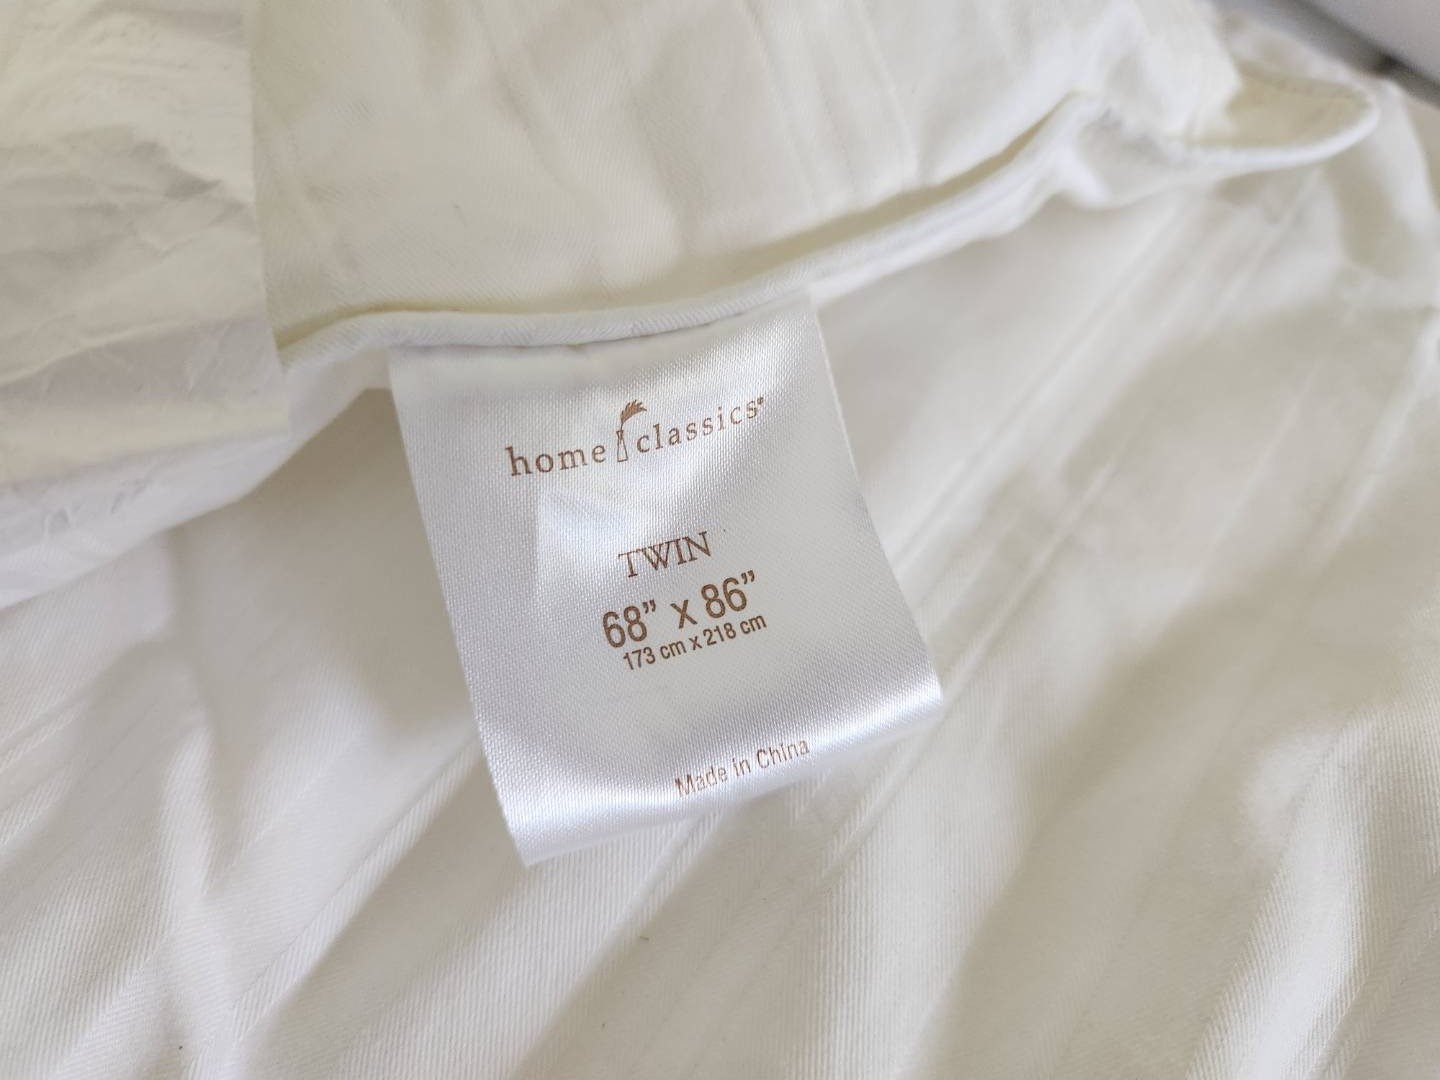 home classics®
TWIN
68” X 86”
173 cm x 218 cm
Made in China